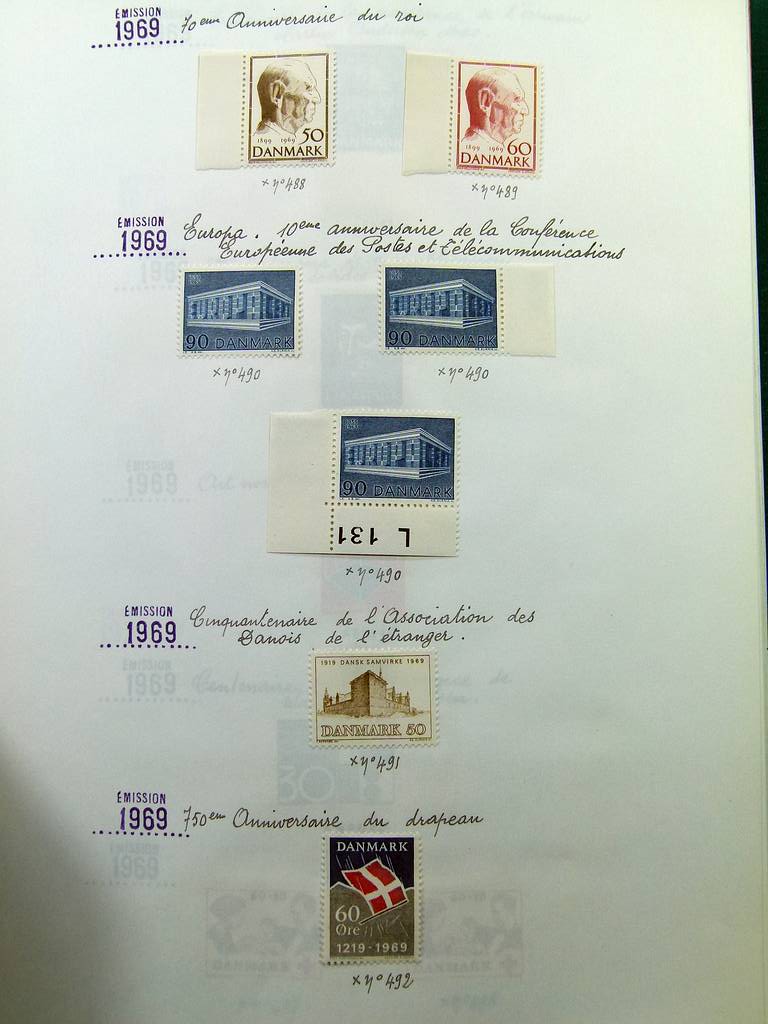 ÉMISSION
1969
70eme Anniversaire du roi
1899 1969 50
DANMARK
1899 1969 60
DANMARK
× n° 488
× n° 489
ÉMISSION
1969
Europa. 10eme anniversaire de la Conférence
Européenne des Postes et Télécommunications
EUROPA
90 DANMARK
EUROPA
90 DANMARK
× n° 490
× n° 490
EUROPA
90 DANMARK
L 131
× n° 490
ÉMISSION
1969
Cinquantenaire de l'Association des
Danois de l'étranger.
1919 DANSK SAMVIRKE 1969
DANMARK 50
× n° 491
ÉMISSION
1969
750em Anniversaire du drapeau
DANMARK
60
Øre
1219-1969
× n° 492